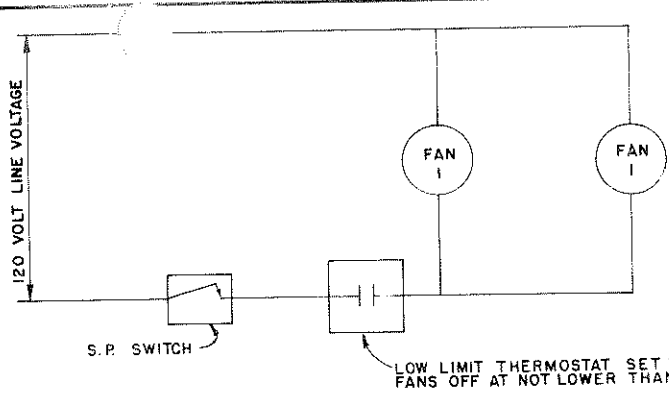 120 VOLT LINE VOLTAGE
FAN
1
FAN
1
S.P. SWITCH
LOW LIMIT THERMOSTAT SET
FANS OFF AT NOT LOWER THAN